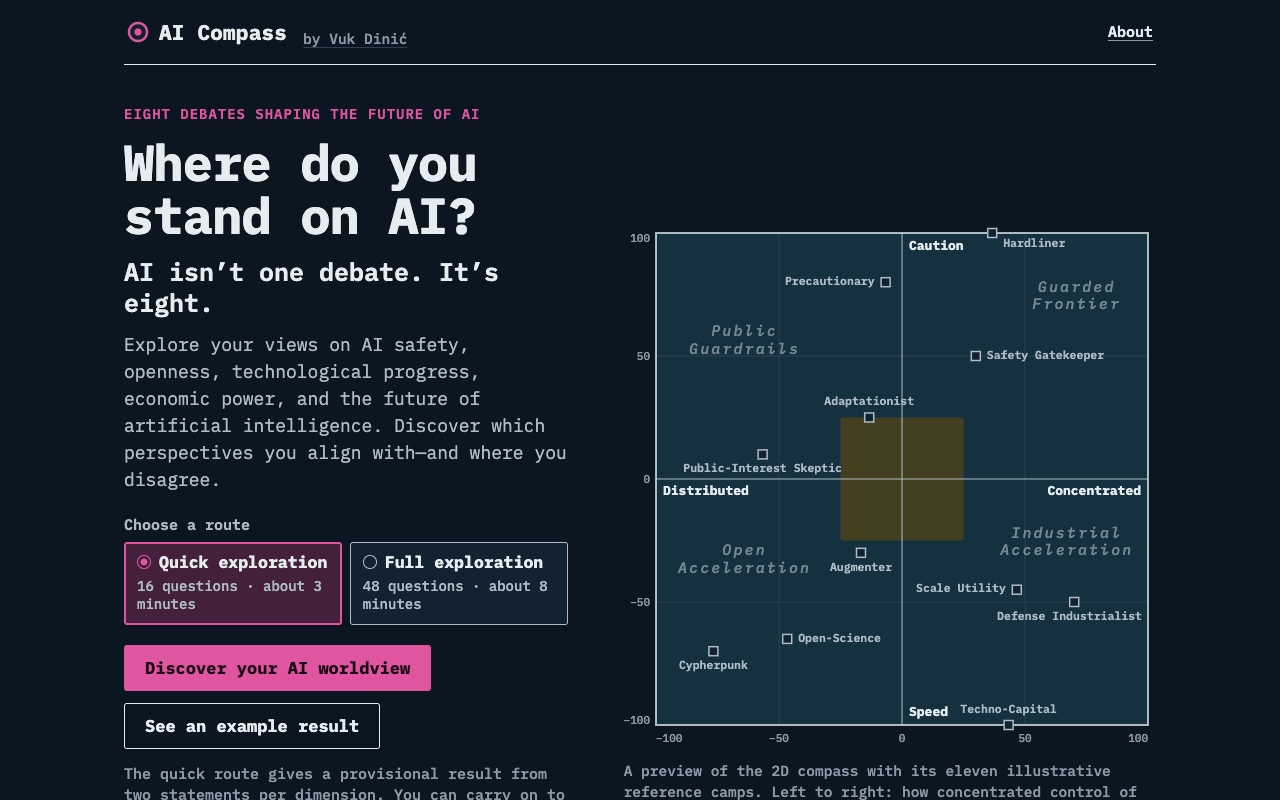 AI Compass by Vuk Dinić
About
EIGHT DEBATES SHAPING THE FUTURE OF AI
Where do you
stand on AI?
AI isn’t one debate. It’s
eight.
Explore your views on AI safety,
openness, technological progress,
economic power, and the future of
artificial intelligence. Discover which
perspectives you align with—and where you
disagree.
Choose a route
Quick exploration
16 questions · about 3
minutes
Full exploration
48 questions · about 8
minutes
Discover your AI worldview
See an example result
The quick route gives a provisional result from
two statements per dimension. You can carry on to
100
Caution
Hardliner
Precautionary
Guarded
Frontier
Public
Guardrails
50
Safety Gatekeeper
Adaptationist
Public-Interest Skeptic
0
Distributed
Concentrated
Industrial
Acceleration
Open
Acceleration
Augmenter
Scale Utility
−50
Defense Industrialist
Open-Science
Cypherpunk
Speed
Techno-Capital
−100
−100
−50
0
50
100
A preview of the 2D compass with its eleven illustrative
reference camps. Left to right: how concentrated control of